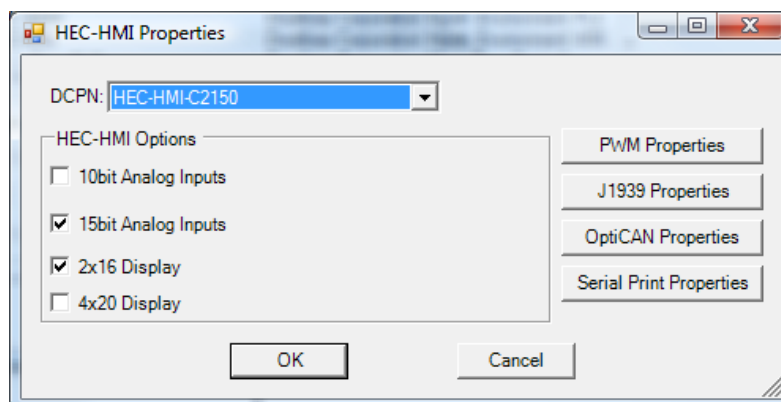 HEC-HMI Properties
DCPN: HEC-HMI-C2150
HEC-HMI Options
10bit Analog Inputs
15bit Analog Inputs
2x16 Display
4x20 Display
PWM Properties
J1939 Properties
OptiCAN Properties
Serial Print Properties
OK
Cancel